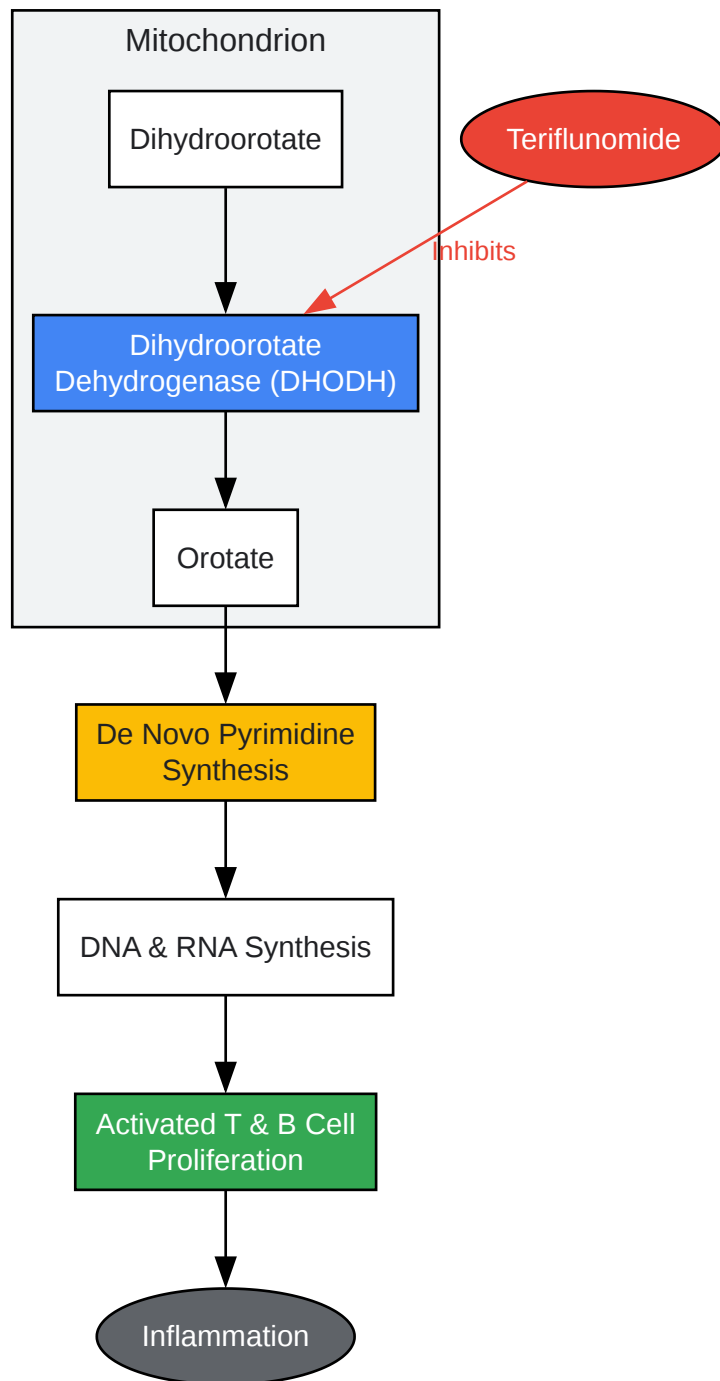 Mitochondrion
Dihydroorotate
Teriflunomide
Inhibits
Dihydroorotate
Dehydrogenase (DHODH)
Orotate
De Novo Pyrimidine
Synthesis
DNA & RNA Synthesis
Activated T & B Cell
Proliferation
Inflammation